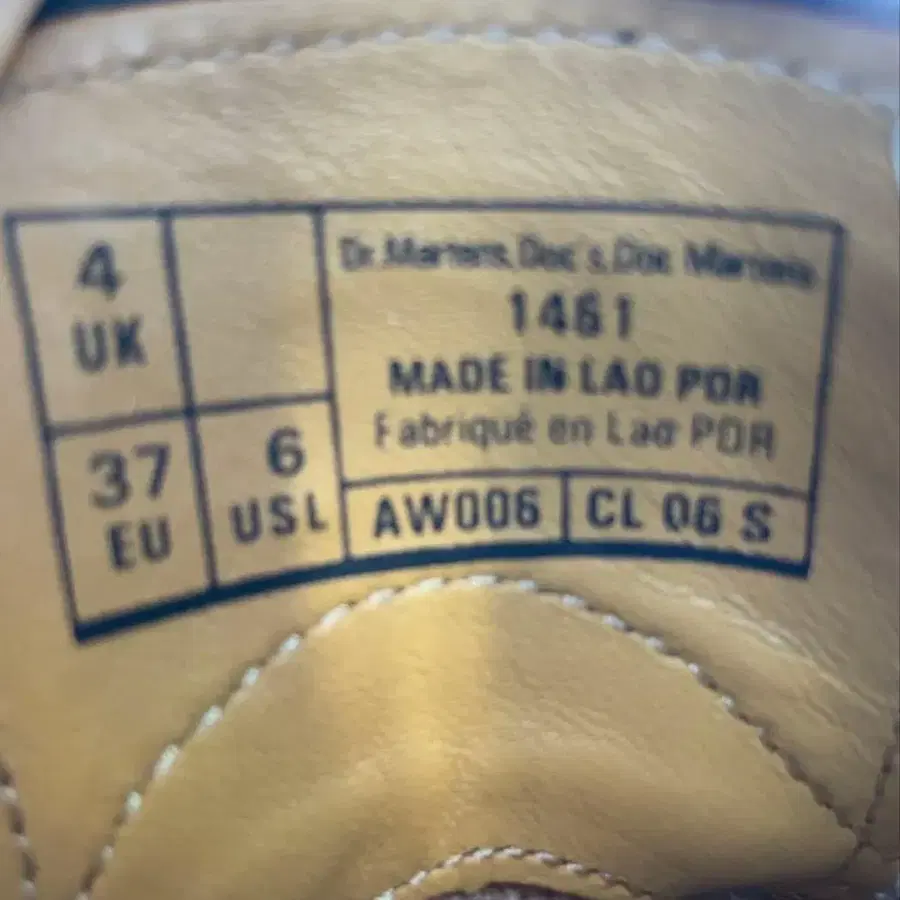 4
UK
37
EU
6
USL
Dr. Martens, Doc's, Doc Martens
1461
MADE IN LAO PDR
Fabriqué en Lao PDR
AW006
CL 06 S